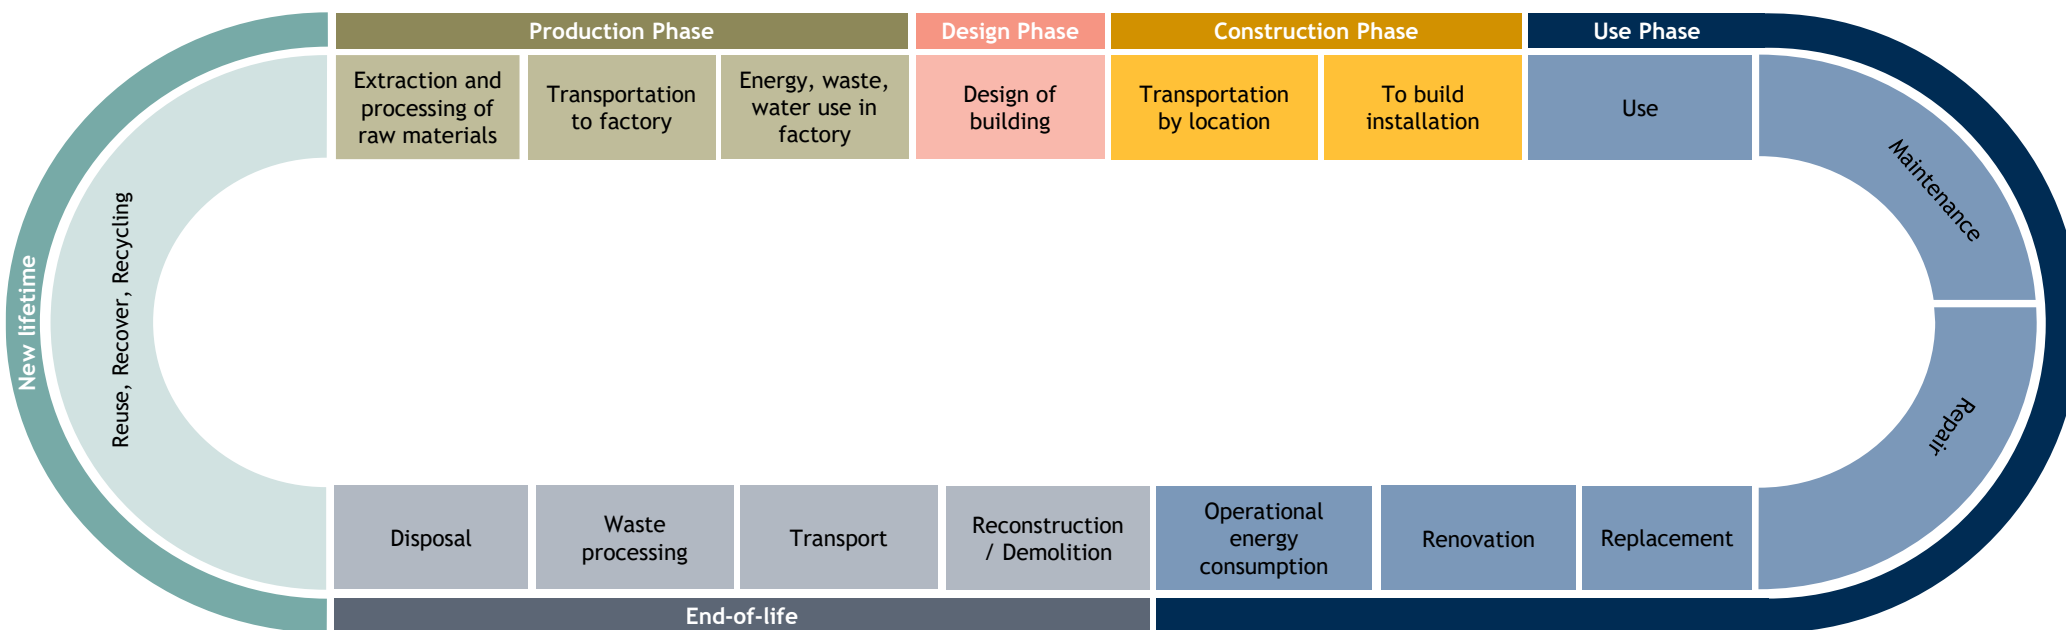 Production Phase
Design Phase
Construction Phase
Use Phase
Extraction and
processing of
raw materials
Transportation
to factory
Energy, waste,
water use in
factory
Design of
building
Transportation
by location
To build
installation
Use
Maintenance
Repair
Replacement
Renovation
Operational
energy
consumption
Reconstruction
/ Demolition
Transport
Waste
processing
Disposal
End-of-life
Reuse, Recover, Recycling
New lifetime